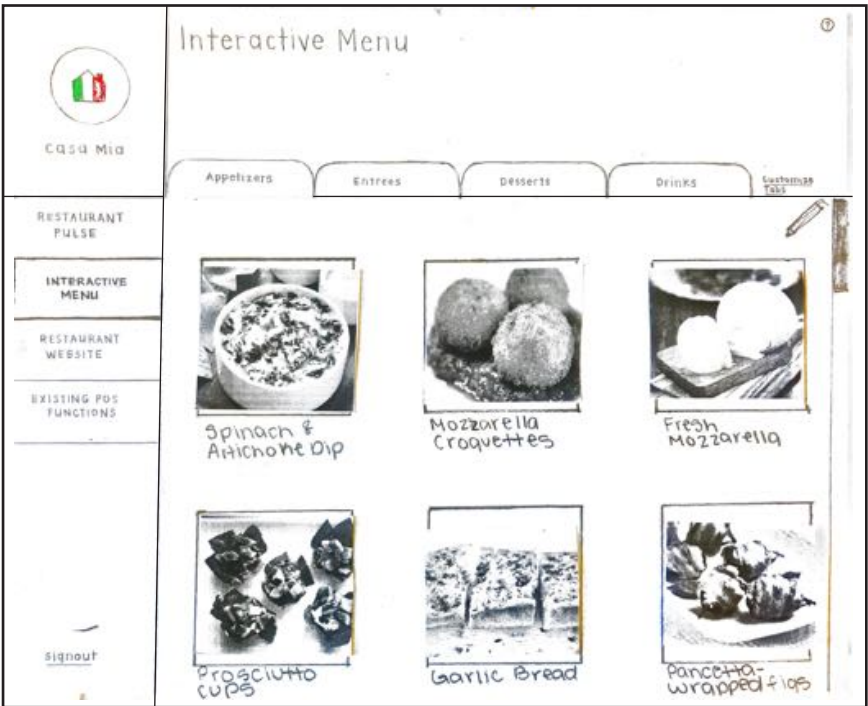 Interactive Menu
?
Casa Mia
Appetizers
Entrees
Desserts
Drinks
Customize
Tabs
RESTAURANT
PULSE
INTERACTIVE
MENU
RESTAURANT
WEBSITE
EXISTING POS
FUNCTIONS
Signout
Spinach &
Artichoke Dip
Mozzarella
Croquettes
Fresh
Mozzarella
Prosciutto
cups
Garlic Bread
Pancetta-
wrapped figs